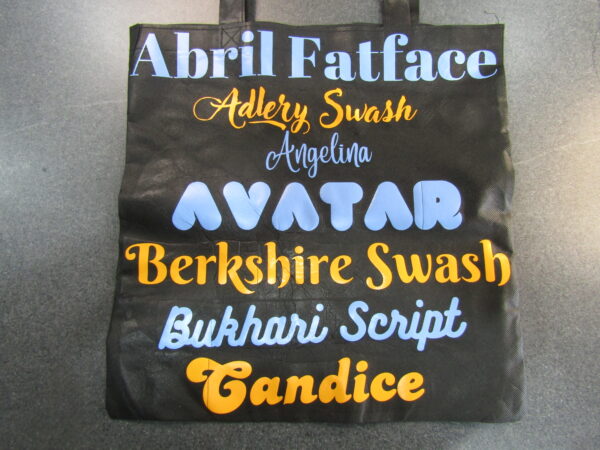 Abril Fatface
Adlery Swash
Angelina
AVATAR
Berkshire Swash
Bukhari Script
Candice